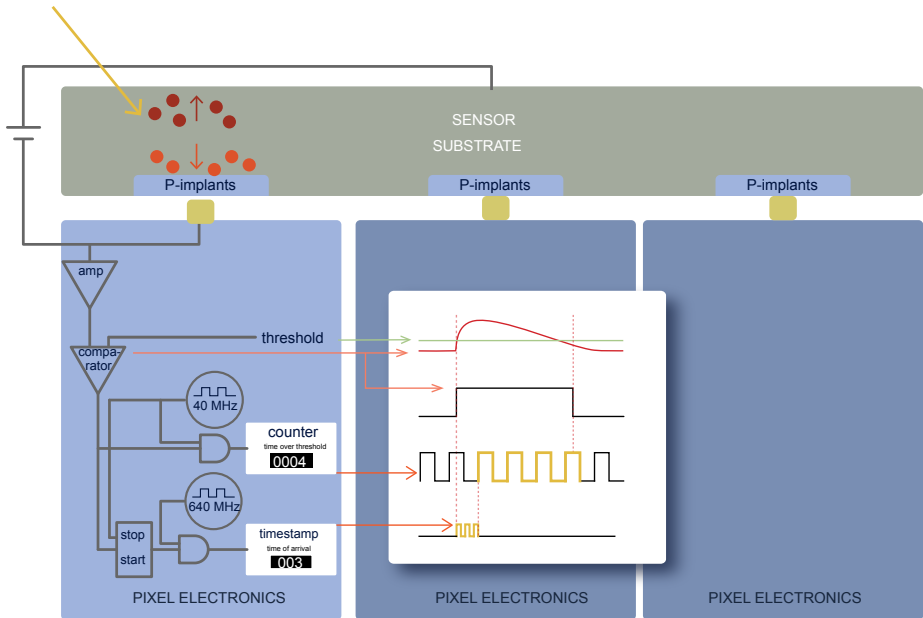 SENSOR
SUBSTRATE
P-implants
P-implants
P-implants
amp
threshold
compa-
rator
40 MHz
counter
time over threshold
0004
640 MHz
timestamp
time of arrival
003
stop
start
PIXEL ELECTRONICS
PIXEL ELECTRONICS
PIXEL ELECTRONICS